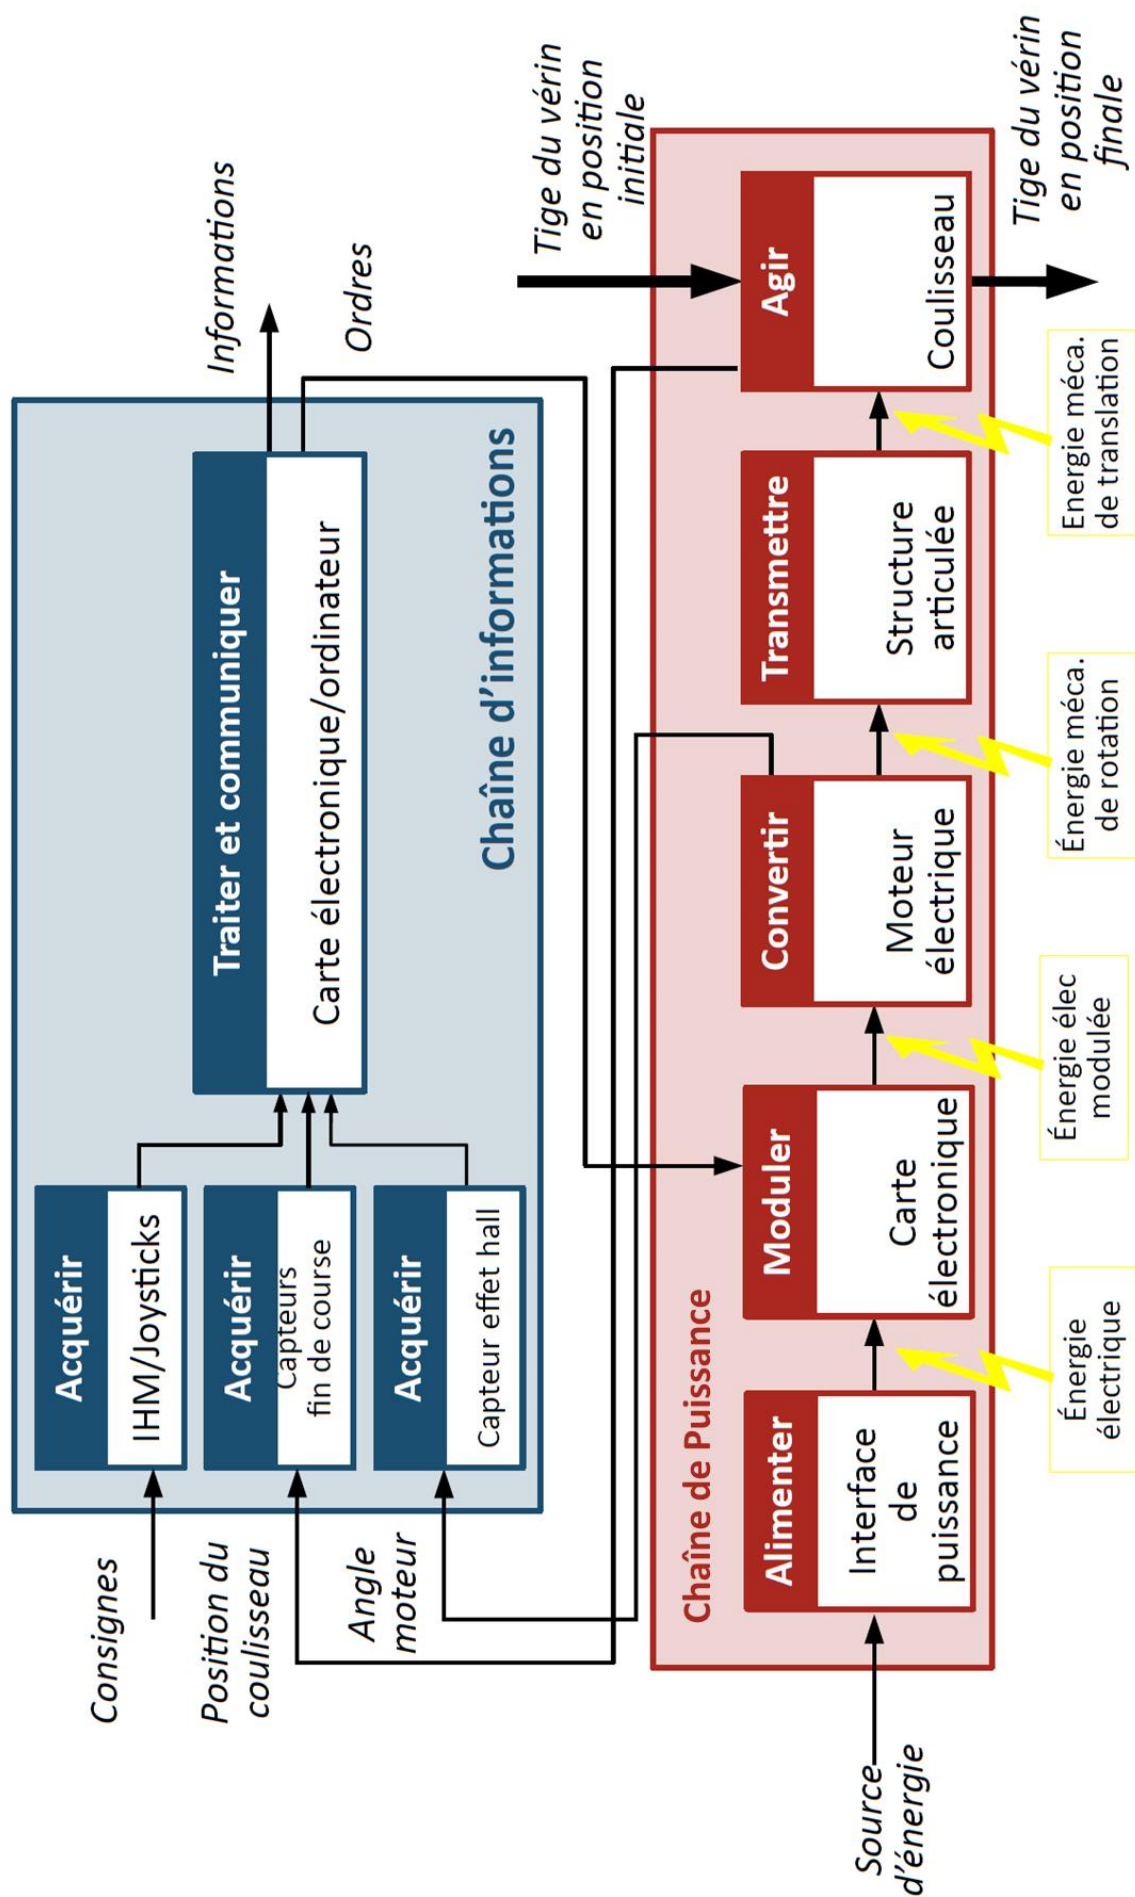 Consignes
Acquérir
IHM/Joysticks
Position du
coulisseau
Acquérir
Capteurs
fin de course
Angle
moteur
Acquérir
Capteur effet hall
Traiter et communiquer
Carte électronique/ordinateur
Informations
Ordres
Chaîne d’informations
Tige du vérin
en position
initiale
Chaîne de Puissance
Source
d’énergie
Alimenter
Interface
de
puissance
Moduler
Carte
électronique
Convertir
Moteur
électrique
Transmettre
Structure
articulée
Agir
Coulisseau
Énergie
électrique
Énergie élec
modulée
Énergie méca.
de rotation
Energie méca.
de translation
Tige du vérin
en position
finale